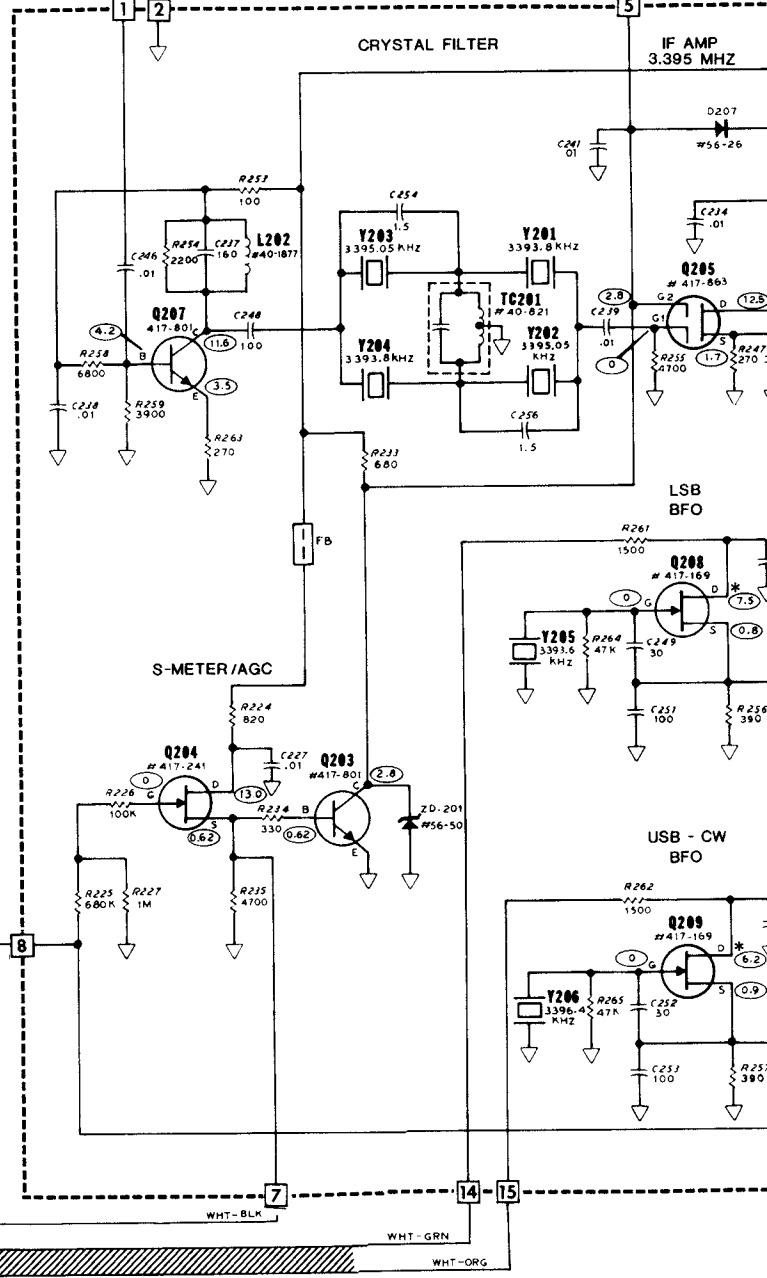 1 2 5
CRYSTAL FILTER
IF AMP
3.395 MHZ
D207
#56-26
C241
.01
R253
100
C254
1.5
C234
.01
C246
.01
R254
2200
C237
160
L202
#40-1877
Y203
3395.05 KHZ
Y201
3393.8 KHZ
Q205
# 417-863
TC201
# 40-821
2.8
G2
D
12.5
Q207
417-801
C
C248
100
C239
.01
G1
S
4.2
11.6
Y204
3393.8 kHZ
Y202
3395.05
KHZ
0
R255
4700
1.7
R247
270
R258
6800
B
3.5
E
C238
.01
R259
3900
C256
1.5
R263
270
R233
680
LSB
BFO
FB
R261
1500
Q208
# 417-169
D
*
7.5
0
G
S
0.8
Y205
3393.6
KHZ
R264
47K
C249
30
S-METER/AGC
C251
100
R256
390
R224
820
Q204
#417-241
C227
.01
Q203
#417-801
2.8
C
0
G
D
13.0
R226
100K
S
0.62
R234
330
B
0.62
ZD-201
#56-50
E
USB - CW
BFO
R225
680K
R227
1M
R235
4700
R262
1500
8
Q209
#417-169
D
*
6.2
0
G
S
0.9
Y206
3396.4
KHZ
R265
47K
C252
30
C253
100
R257
390
7 14 15
WHT-BLK
WHT-GRN
WHT-ORG